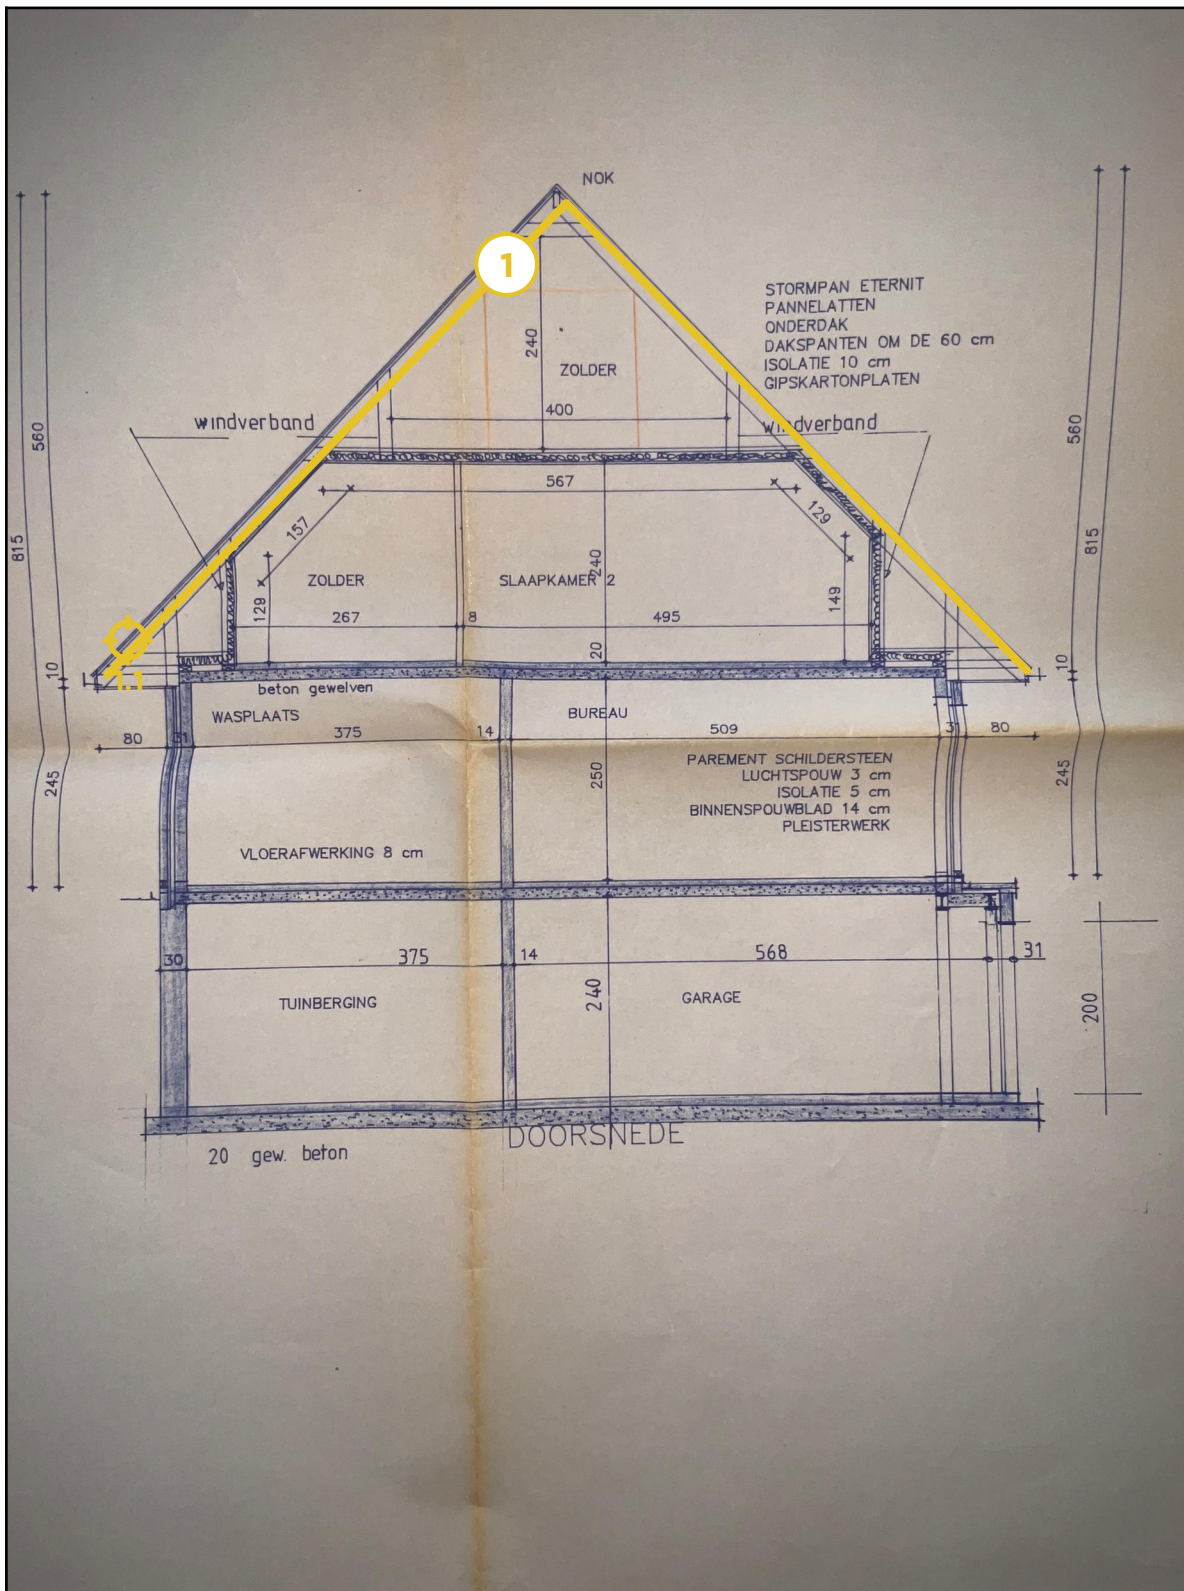 NOK
1
STORMPAN ETERNIT
PANNELATTEN
ONDERDAK
DAKSPANTEN OM DE 60 cm
ISOLATIE 10 cm
GIPSKARTONPLATEN
240
ZOLDER
400
windverband
windverband
560
560
567
157
129
815
815
240
ZOLDER
SLAAPKAMER 2
129
149
267
8
495
20
10
10
1.1
beton gewelven
WASPLAATS
BUREAU
80
31
375
14
509
31
80
245
250
245
PAREMENT SCHILDERSTEEN
LUCHTSPOUW 3 cm
ISOLATIE 5 cm
BINNENSPOUWBLAD 14 cm
PLEISTERWERK
VLOERAFWERKING 8 cm
30
375
14
568
31
240
200
TUINBERGING
GARAGE
DOORSNEDE
20 gew. beton